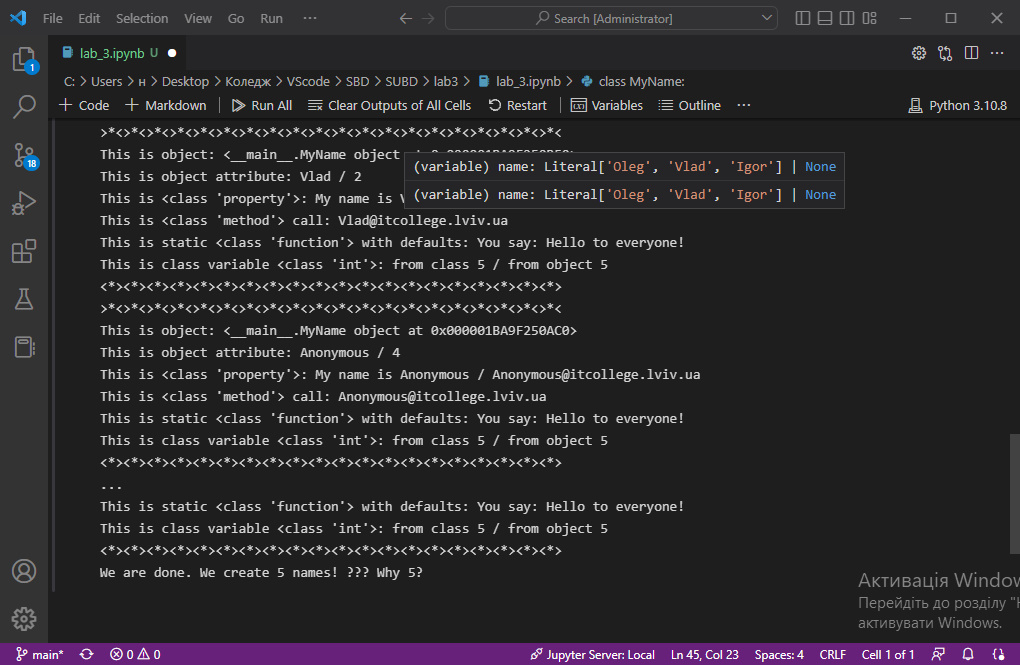 File Edit Selection View Go Run ··· Search [Administrator]
lab_3.ipynb U
C: > Users > н > Desktop > Коледж > VScode > SBD > SUBD > lab3 > lab_3.ipynb > class MyName:
Code Markdown Run All Clear Outputs of All Cells Restart Variables Outline ··· Python 3.10.8
>*<>*<>*<>*<>*<>*<>*<>*<>*<>*<>*<>*<>*<>*<>*<>*<>*<>*<>*<>*<
This is object: <__main__.MyName object
This is object attribute: Vlad / 2
This is <class 'property'>: My name is
(variable) name: Literal['Oleg', 'Vlad', 'Igor'] | None
(variable) name: Literal['Oleg', 'Vlad', 'Igor'] | None
This is <class 'method'> call: Vlad@itcollege.lviv.ua
This is static <class 'function'> with defaults: You say: Hello to everyone!
This is class variable <class 'int'>: from class 5 / from object 5
<*><*><*><*><*><*><*><*><*><*><*><*><*><*><*><*><*><*><*><*>
>*<>*<>*<>*<>*<>*<>*<>*<>*<>*<>*<>*<>*<>*<>*<>*<>*<>*<>*<>*<
This is object: <__main__.MyName object at 0x000001BA9F250AC0>
This is object attribute: Anonymous / 4
This is <class 'property'>: My name is Anonymous / Anonymous@itcollege.lviv.ua
This is <class 'method'> call: Anonymous@itcollege.lviv.ua
This is static <class 'function'> with defaults: You say: Hello to everyone!
This is class variable <class 'int'>: from class 5 / from object 5
<*><*><*><*><*><*><*><*><*><*><*><*><*><*><*><*><*><*><*><*>
...
This is static <class 'function'> with defaults: You say: Hello to everyone!
This is class variable <class 'int'>: from class 5 / from object 5
<*><*><*><*><*><*><*><*><*><*><*><*><*><*><*><*><*><*><*><*>
We are done. We create 5 names! ??? Why 5?
1
18
Активація Window
Перейдіть до розділу "Н
активувати Windows.
main* 0 0 Jupyter Server: Local Ln 45, Col 23 Spaces: 4 CRLF Cell 1 of 1